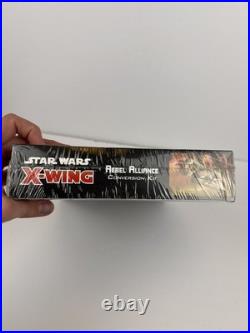 STAR WARS
X-WING
REBEL ALLIANCE
CONVERSION KIT